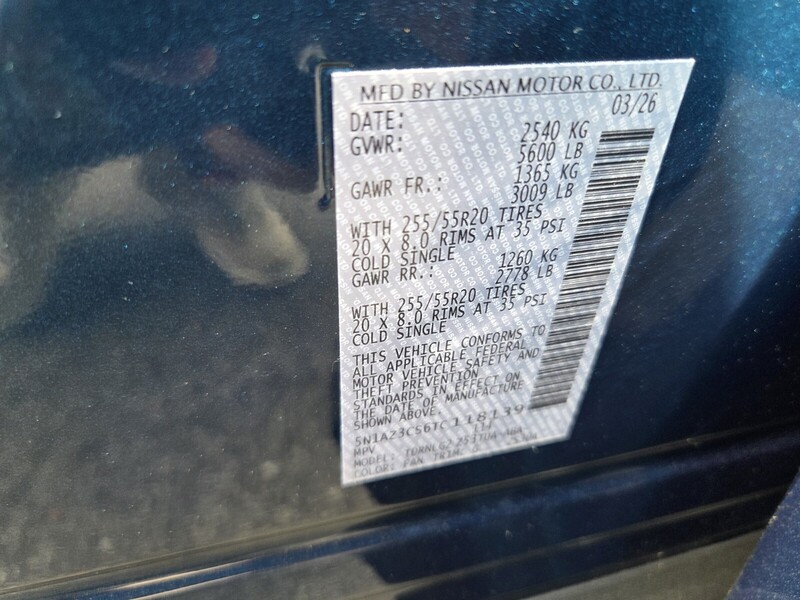 MFD BY NISSAN MOTOR CO., LTD.
DATE: 03/26
GVWR: 2540 KG
5600 LB
GAWR FR.: 1365 KG
3009 LB
WITH 255/55R20 TIRES
20 X 8.0 RIMS AT 35 PSI
COLD SINGLE
GAWR RR.: 1260 KG
2778 LB
WITH 255/55R20 TIRES
20 X 8.0 RIMS AT 35 PSI
COLD SINGLE
THIS VEHICLE CONFORMS TO
ALL APPLICABLE FEDERAL
MOTOR VEHICLE SAFETY AND
THEFT PREVENTION
STANDARDS IN EFFECT ON
THE DATE OF MANUFACTURE
SHOWN ABOVE.
5N1AZ3CS6TC118139
MPV
MODEL:
COLOR: TRIM: